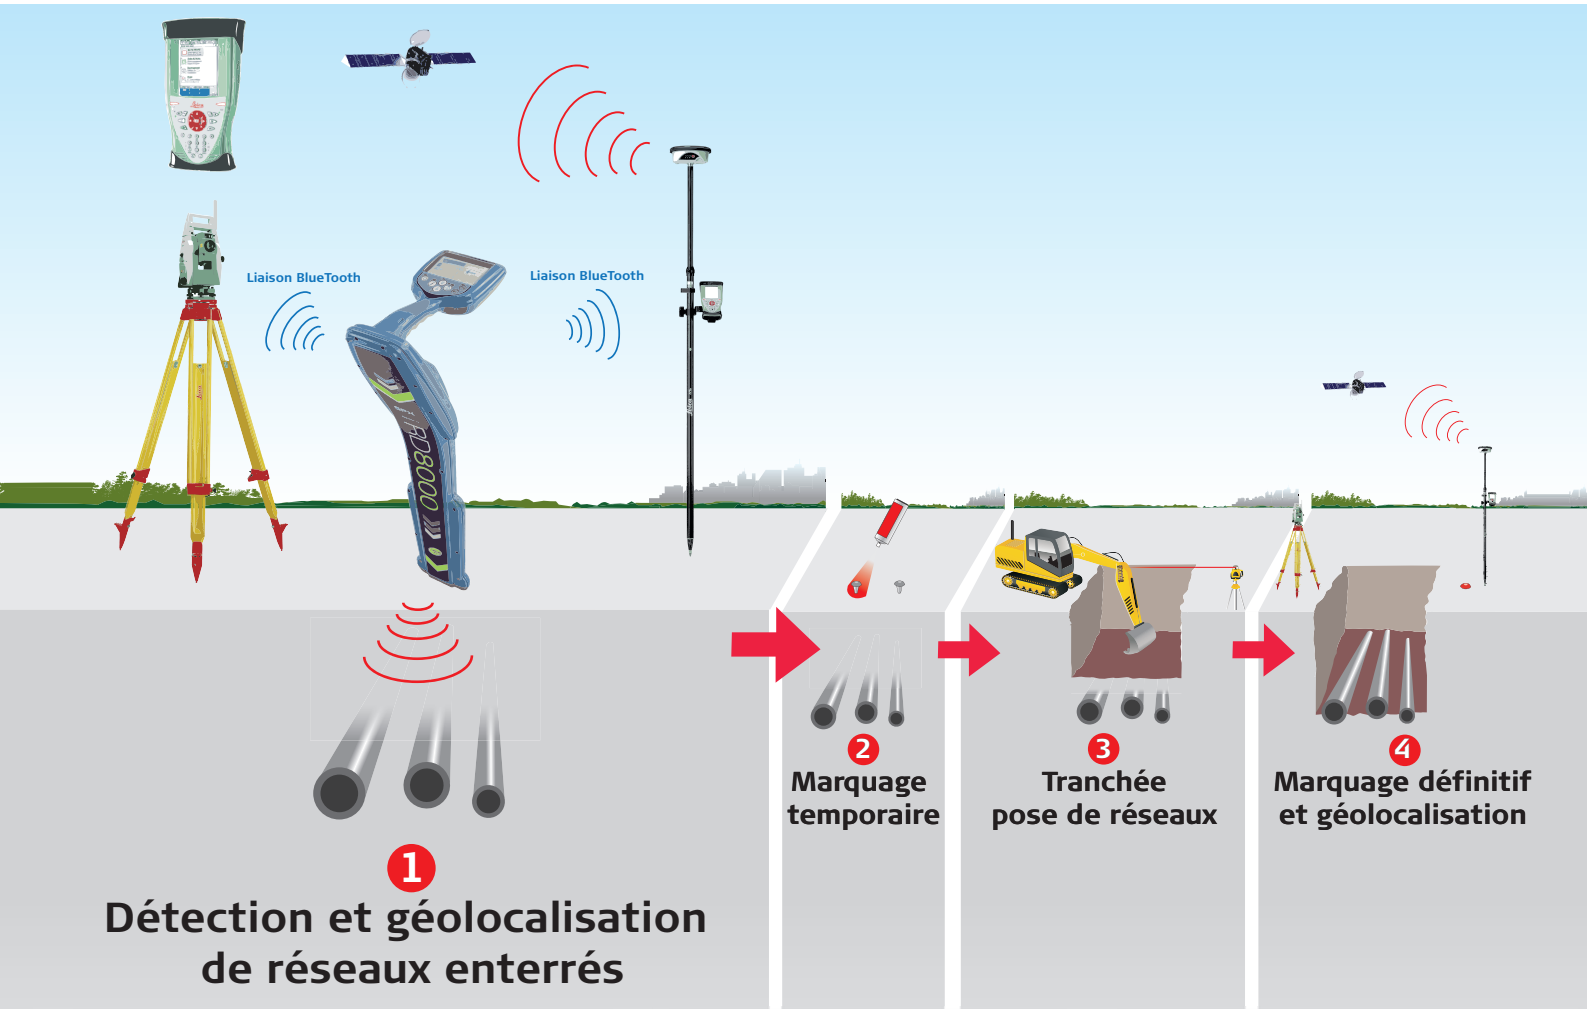 Liaison BlueTooth
Liaison BlueTooth
Leica
RD8000
1
Détection et géolocalisation
de réseaux enterrés
2
Marquage
temporaire
3
Tranchée
pose de réseaux
4
Marquage définitif
et géolocalisation